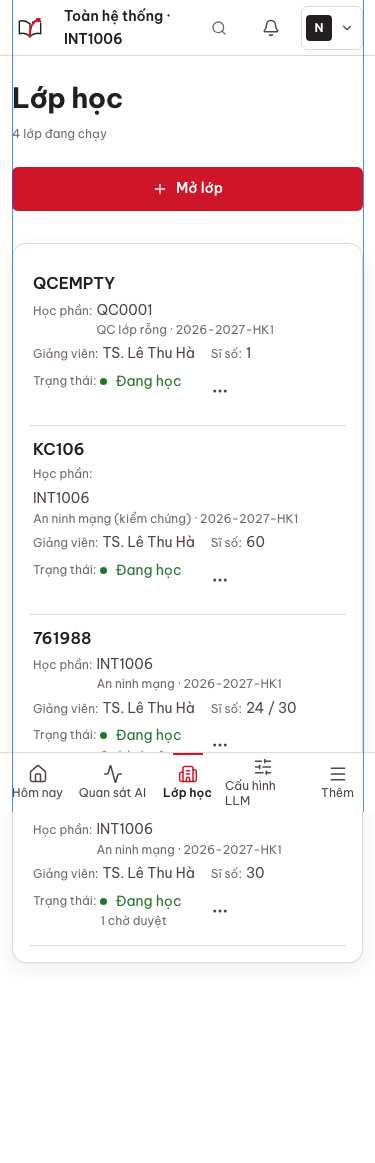 Toàn hệ thống ·
INT1006
N
Lớp học
4 lớp đang chạy
+ Mở lớp
QCEMPTY
Học phần: QC0001
QC lớp rỗng · 2026-2027-HK1
Giảng viên: TS. Lê Thu Hà Sĩ số: 1
Trạng thái: Đang học ...
KC106
Học phần:
INT1006
An ninh mạng (kiểm chứng) · 2026-2027-HK1
Giảng viên: TS. Lê Thu Hà Sĩ số: 60
Trạng thái: Đang học ...
761988
Học phần: INT1006
An ninh mạng · 2026-2027-HK1
Giảng viên: TS. Lê Thu Hà Sĩ số: 24 / 30
Trạng thái: Đang học ...
Hôm nay Quan sát AI Lớp học Cấu hình LLM Thêm
Học phần: INT1006
An ninh mạng · 2026-2027-HK1
Giảng viên: TS. Lê Thu Hà Sĩ số: 30
Trạng thái: Đang học ...
1 chờ duyệt